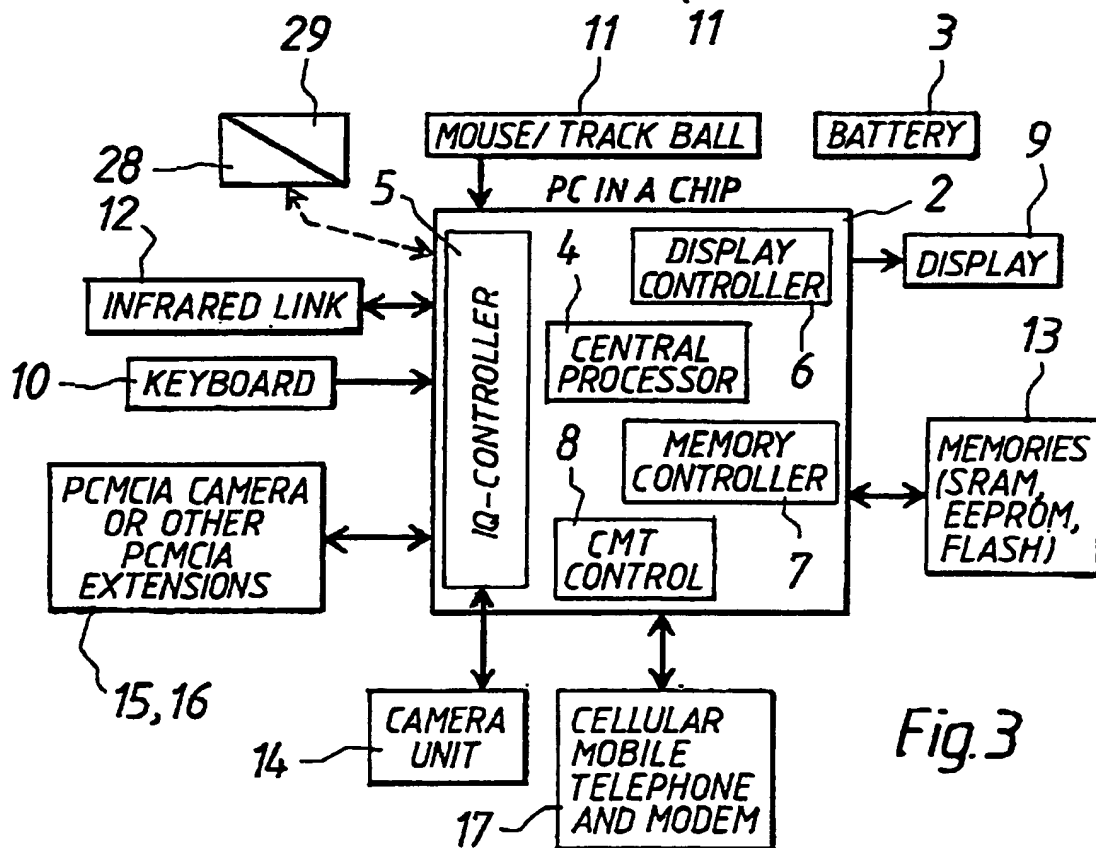 11
29
11
3
MOUSE/TRACK BALL
BATTERY
9
28
12
5
PC IN A CHIP
2
INFRARED LINK
IQ-CONTROLLER
4
DISPLAY
CONTROLLER
DISPLAY
CENTRAL
PROCESSOR
6
13
10
KEYBOARD
8
MEMORY
CONTROLLER
MEMORIES
(SRAM,
EEPROM,
FLASH)
PCMCIA CAMERA
OR OTHER
PCMCIA
EXTENSIONS
CMT
CONTROL
7
15,16
14
CAMERA
UNIT
CELLULAR
MOBILE
TELEPHONE
AND MODEM
17
Fig.3